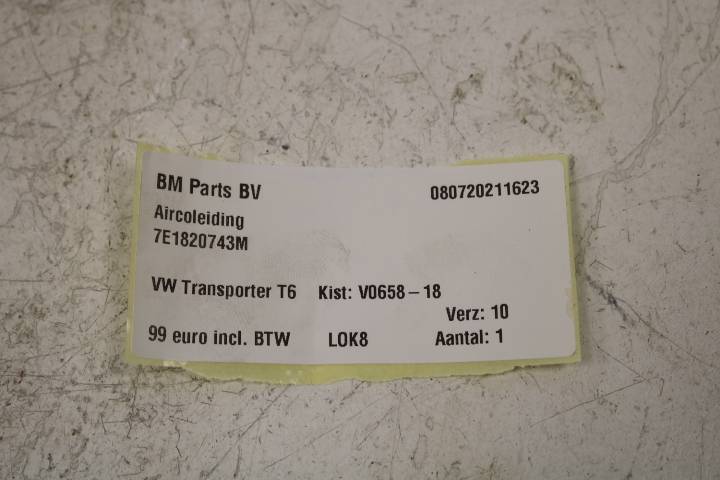 BM Parts BV 080720211623
Aircoleiding
7E1820743M
VW Transporter T6 Kist: V0658-18
Verz: 10
99 euro incl. BTW LOK8 Aantal: 1